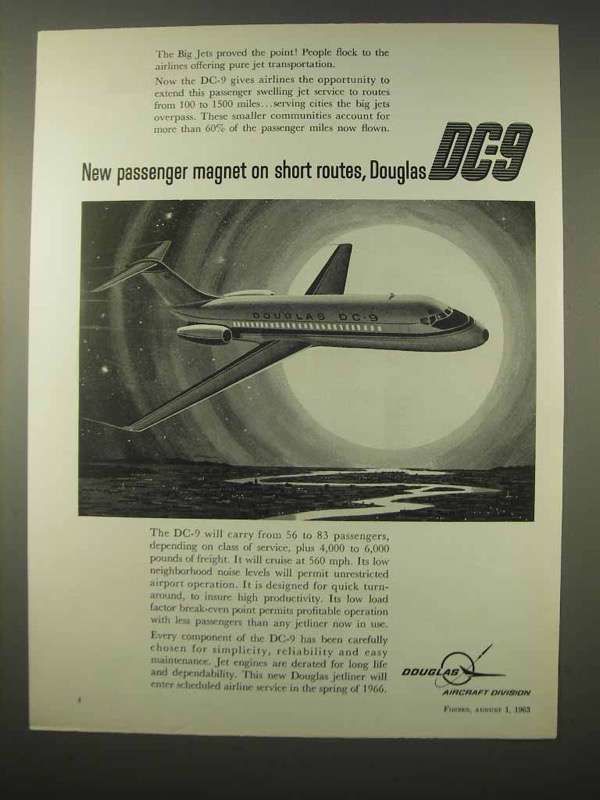 The Big Jets proved the point! People flock to the
airlines offering pure jet transportation.
Now the DC-9 gives airlines the opportunity to
extend this passenger swelling jet service to routes
from 100 to 1500 miles...serving cities the big jets
overpass. These smaller communities account for
more than 60% of the passenger miles now flown.
New passenger magnet on short routes, Douglas DC-9
DOUGLAS DC-9
The DC-9 will carry from 56 to 83 passengers,
depending on class of service, plus 4,000 to 6,000
pounds of freight. It will cruise at 560 mph. Its low
neighborhood noise levels will permit unrestricted
airport operation. It is designed for quick turn-
around, to insure high productivity. Its low load
factor break-even point permits profitable operation
with less passengers than any jetliner now in use.
Every component of the DC-9 has been carefully
chosen for simplicity, reliability and easy
maintenance. Jet engines are derated for long life
and dependability. This new Douglas jetliner will
enter scheduled airline service in the spring of 1966.
DOUGLAS
AIRCRAFT DIVISION
FORBES, AUGUST 1, 1963